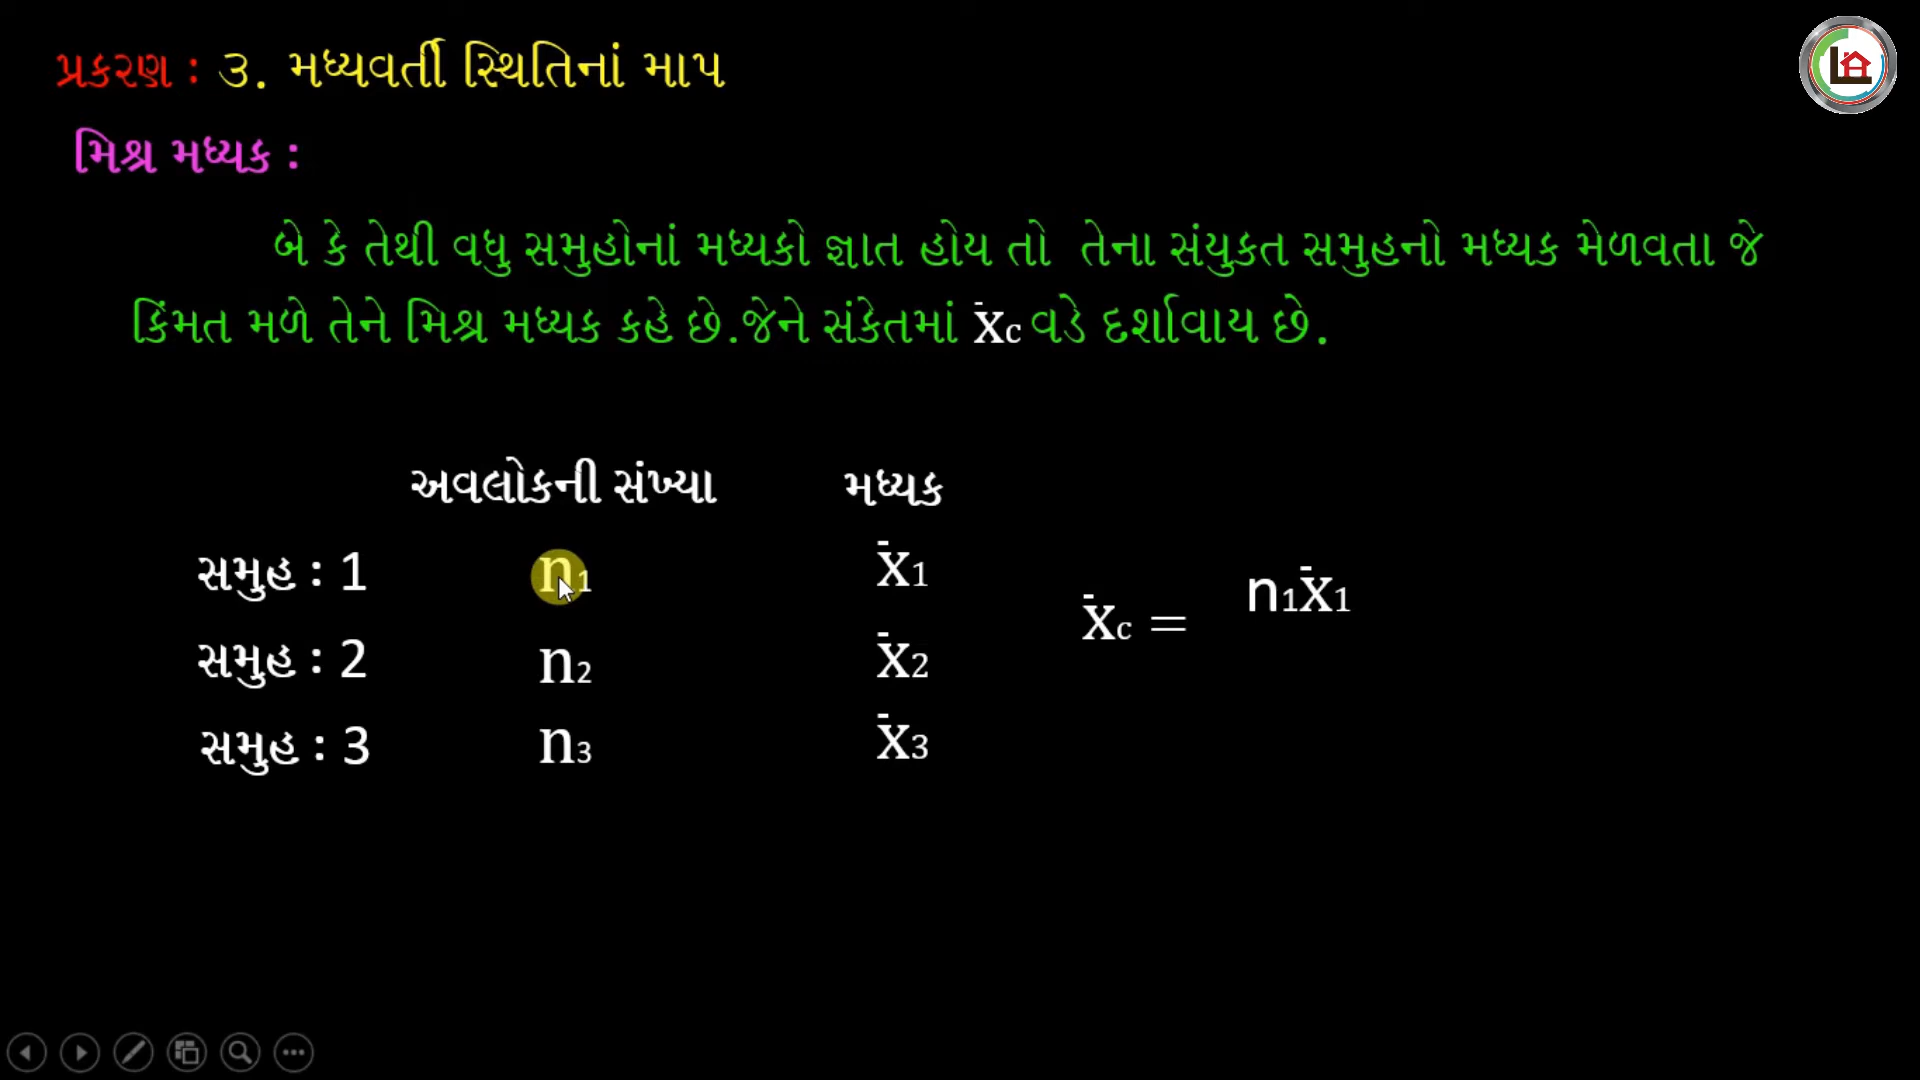 પ્રકરણ : ૩. મધ્યવર્તી સ્થિતિનાં માપ
મિશ્ર મધ્યક :
બે કે તેથી વધુ સમુહોનાં મધ્યકો જ્ઞાત હોય તો તેના સંયુકત સમુહનો મધ્યક મેળવતા જે
કિંમત મળે તેને મિશ્ર મધ્યક કહે છે.જેને સંકેતમાં x̄c વડે દર્શાવાય છે.
અવલોકની સંખ્યા મધ્યક
સમુહ : 1 n₁ x̄₁
x̄c = n₁x̄₁
સમુહ : 2 n₂ x̄₂
સમુહ : 3 n₃ x̄₃